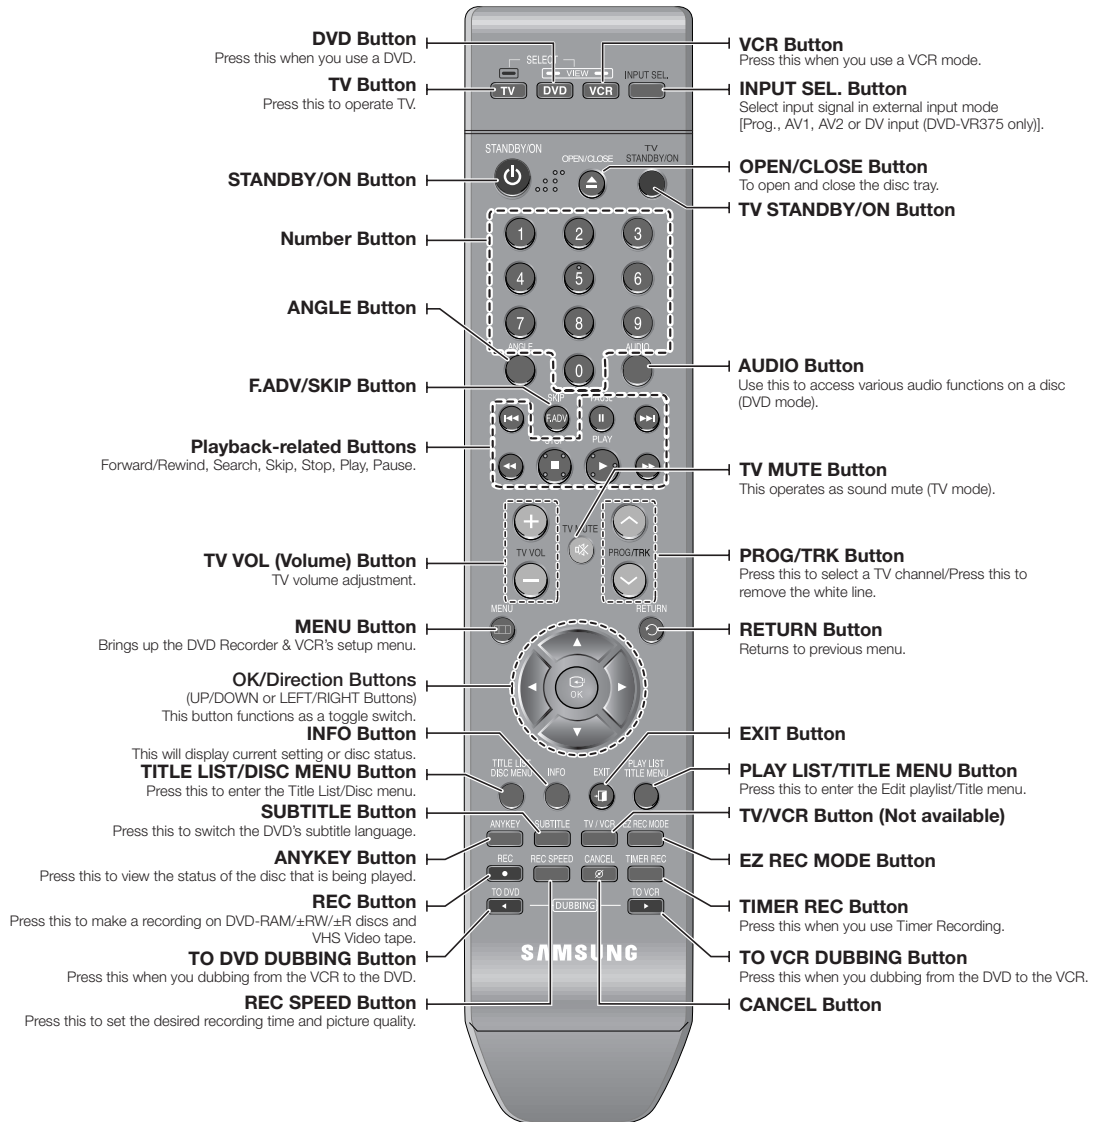 DVD Button
Press this when you use a DVD.
TV Button
Press this to operate TV.
STANDBY/ON Button
Number Button
ANGLE Button
F.ADV/SKIP Button
Playback-related Buttons
Forward/Rewind, Search, Skip, Stop, Play, Pause.
TV VOL (Volume) Button
TV volume adjustment.
MENU Button
Brings up the DVD Recorder & VCR's setup menu.
OK/Direction Buttons
(UP/DOWN or LEFT/RIGHT Buttons)
This button functions as a toggle switch.
INFO Button
This will display current setting or disc status.
TITLE LIST/DISC MENU Button
Press this to enter the Title List/Disc menu.
SUBTITLE Button
Press this to switch the DVD's subtitle language.
ANYKEY Button
Press this to view the status of the disc that is being played.
REC Button
Press this to make a recording on DVD-RAM/±RW/±R discs and
VHS Video tape.
TO DVD DUBBING Button
Press this when you dubbing from the VCR to the DVD.
REC SPEED Button
Press this to set the desired recording time and picture quality.
SELECT
VIEW
INPUT SEL.
TV
DVD
VCR
STANDBY/ON
OPEN/CLOSE
TV
STANDBY/ON
1
2
3
4
5
6
7
8
9
ANGLE
0
AUDIO
SKIP
PAUSE
F.ADV
STOP
PLAY
TV MUTE
TV VOL
PROG/TRK
MENU
RETURN
OK
TITLE LIST
DISC MENU
INFO
EXIT
PLAY LIST
TITLE MENU
ANYKEY
SUBTITLE
TV / VCR
EZ REC MODE
REC
REC SPEED
CANCEL
TIMER REC
TO DVD
DUBBING
TO VCR
SAMSUNG
VCR Button
Press this when you use a VCR mode.
INPUT SEL. Button
Select input signal in external input mode
[Prog., AV1, AV2 or DV input (DVD-VR375 only)].
OPEN/CLOSE Button
To open and close the disc tray.
TV STANDBY/ON Button
AUDIO Button
Use this to access various audio functions on a disc
(DVD mode).
TV MUTE Button
This operates as sound mute (TV mode).
PROG/TRK Button
Press this to select a TV channel/Press this to
remove the white line.
RETURN Button
Returns to previous menu.
EXIT Button
PLAY LIST/TITLE MENU Button
Press this to enter the Edit playlist/Title menu.
TV/VCR Button (Not available)
EZ REC MODE Button
TIMER REC Button
Press this when you use Timer Recording.
TO VCR DUBBING Button
Press this when you dubbing from the DVD to the VCR.
CANCEL Button